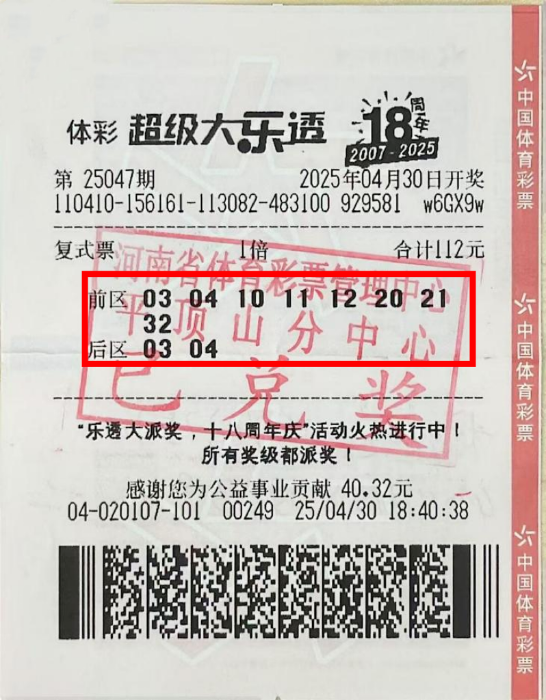 体彩 超级大乐透 18周年 2007-2025
第 25047期 2025年04月30日开奖
110410-156161-113082-483100 929581 w6GX9w
复式票 1倍 合计112元
河南省体育彩票管理中心
前区 03 04 10 11 12 20 21
32
平顶山分中心
后区 03 04
已兑奖
“乐透大派奖，十八周年庆”活动火热进行中！
所有奖级都派奖！
感谢您为公益事业贡献 40.32元
04-020107-101 00249 25/04/30 18:40:38
中国体育彩票
中国体育彩票
中国体育彩票